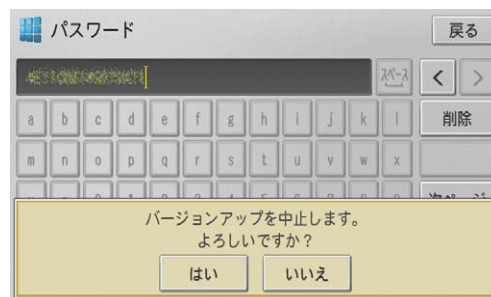 パスワード
戻る
スペース
< >
a b c d e f g h i j k l
削除
m n o p q r s t u v w x
バージョンアップを中止します。
よろしいですか？
はい いいえ